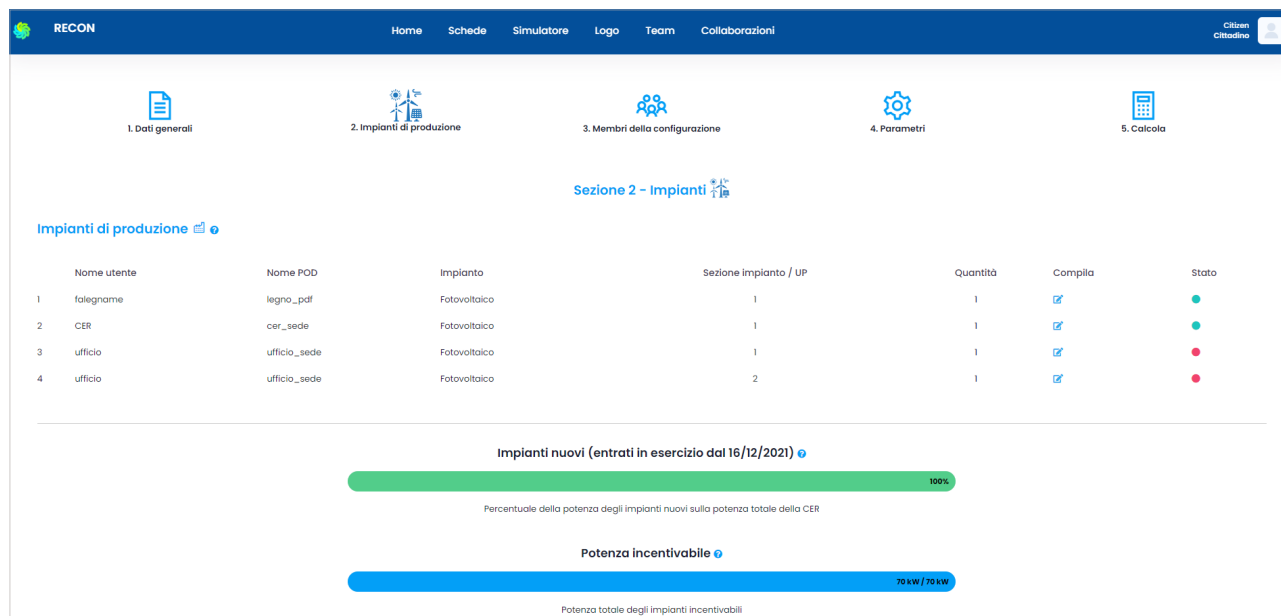 RECON
Home Schede Simulatore Logo Team Collaborazioni
Citizen
Cittadino
1. Dati generali
2. Impianti di produzione
3. Membri della configurazione
4. Parametri
5. Calcola
Sezione 2 - Impianti
Impianti di produzione
Nome utente Nome POD Impianto Sezione impianto / UP Quantità Compila Stato
1 falegname legno_pdf Fotovoltaico 1 1
2 CER cer_sede Fotovoltaico 1 1
3 ufficio ufficio_sede Fotovoltaico 1 1
4 ufficio ufficio_sede Fotovoltaico 2 1
Impianti nuovi (entrati in esercizio dal 16/12/2021)
100%
Percentuale della potenza degli impianti nuovi sulla potenza totale della CER
Potenza incentivabile
70 kW / 70 kW
Potenza totale degli impianti incentivabili